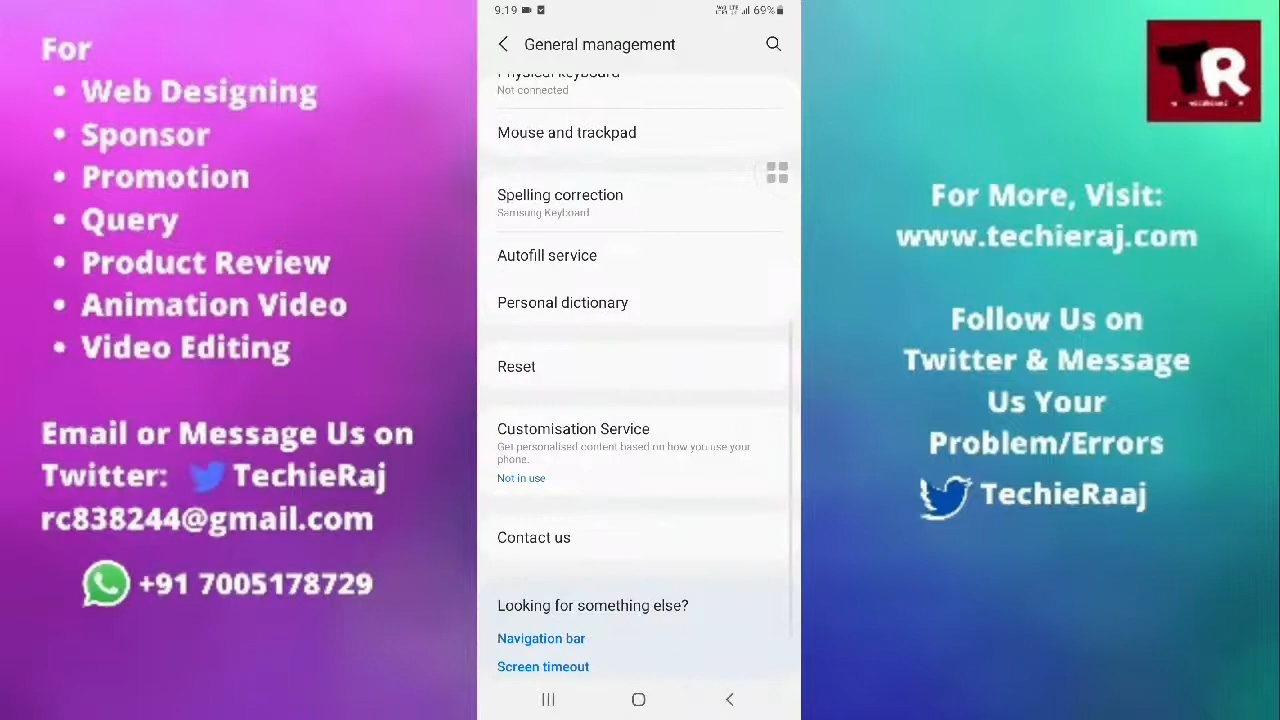 For
• Web Designing
• Sponsor
• Promotion
• Query
• Product Review
• Animation Video
• Video Editing
Email or Message Us on
Twitter: TechieRaj
rc838244@gmail.com
+91 7005178729
9:19
69%
General management
Physical keyboard
Not connected
Mouse and trackpad
Spelling correction
Samsung Keyboard
Autofill service
Personal dictionary
Reset
Customisation Service
Get personalised content based on how you use your
phone.
Not in use
Contact us
Looking for something else?
Navigation bar
Screen timeout
TR
For More, Visit:
www.techieraj.com
Follow Us on
Twitter & Message
Us Your
Problem/Errors
TechieRaaj